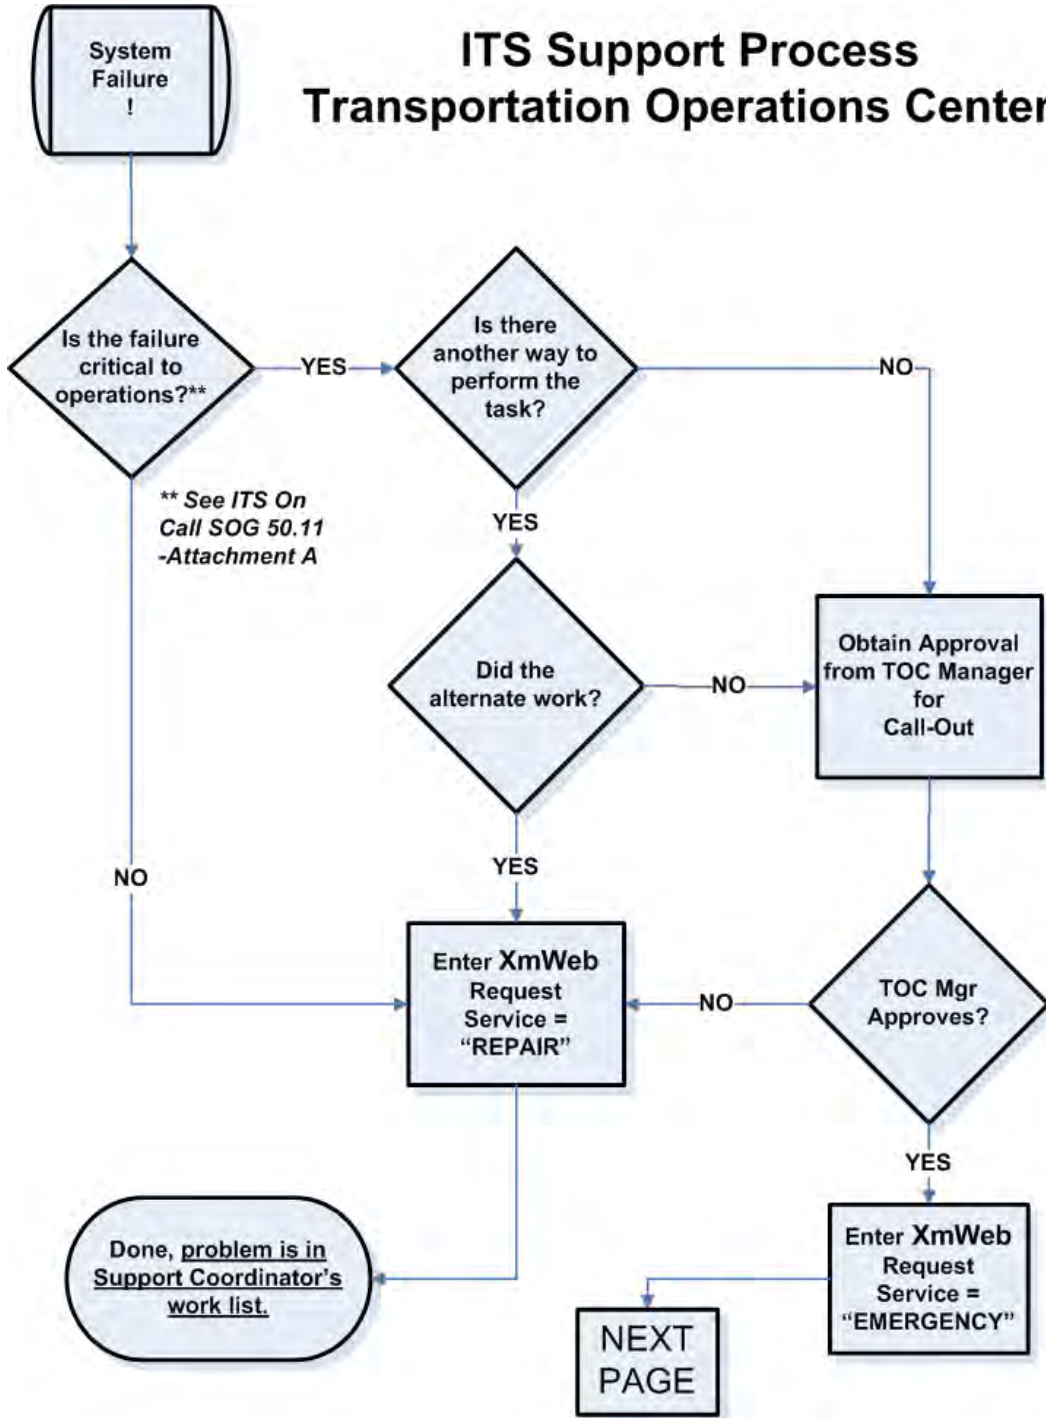 ITS Support Process
Transportation Operations Center
System
Failure
!
Is the failure
critical to
operations?**
YES
Is there
another way to
perform the
task?
NO
** See ITS On
Call SOG 50.11
-Attachment A
YES
Did the
alternate work?
NO
Obtain Approval
from TOC Manager
for
Call-Out
NO
YES
Enter XmWeb
Request
Service =
“REPAIR”
NO
TOC Mgr
Approves?
YES
Done, problem is in
Support Coordinator’s
work list.
Enter XmWeb
Request
Service =
“EMERGENCY”
NEXT
PAGE